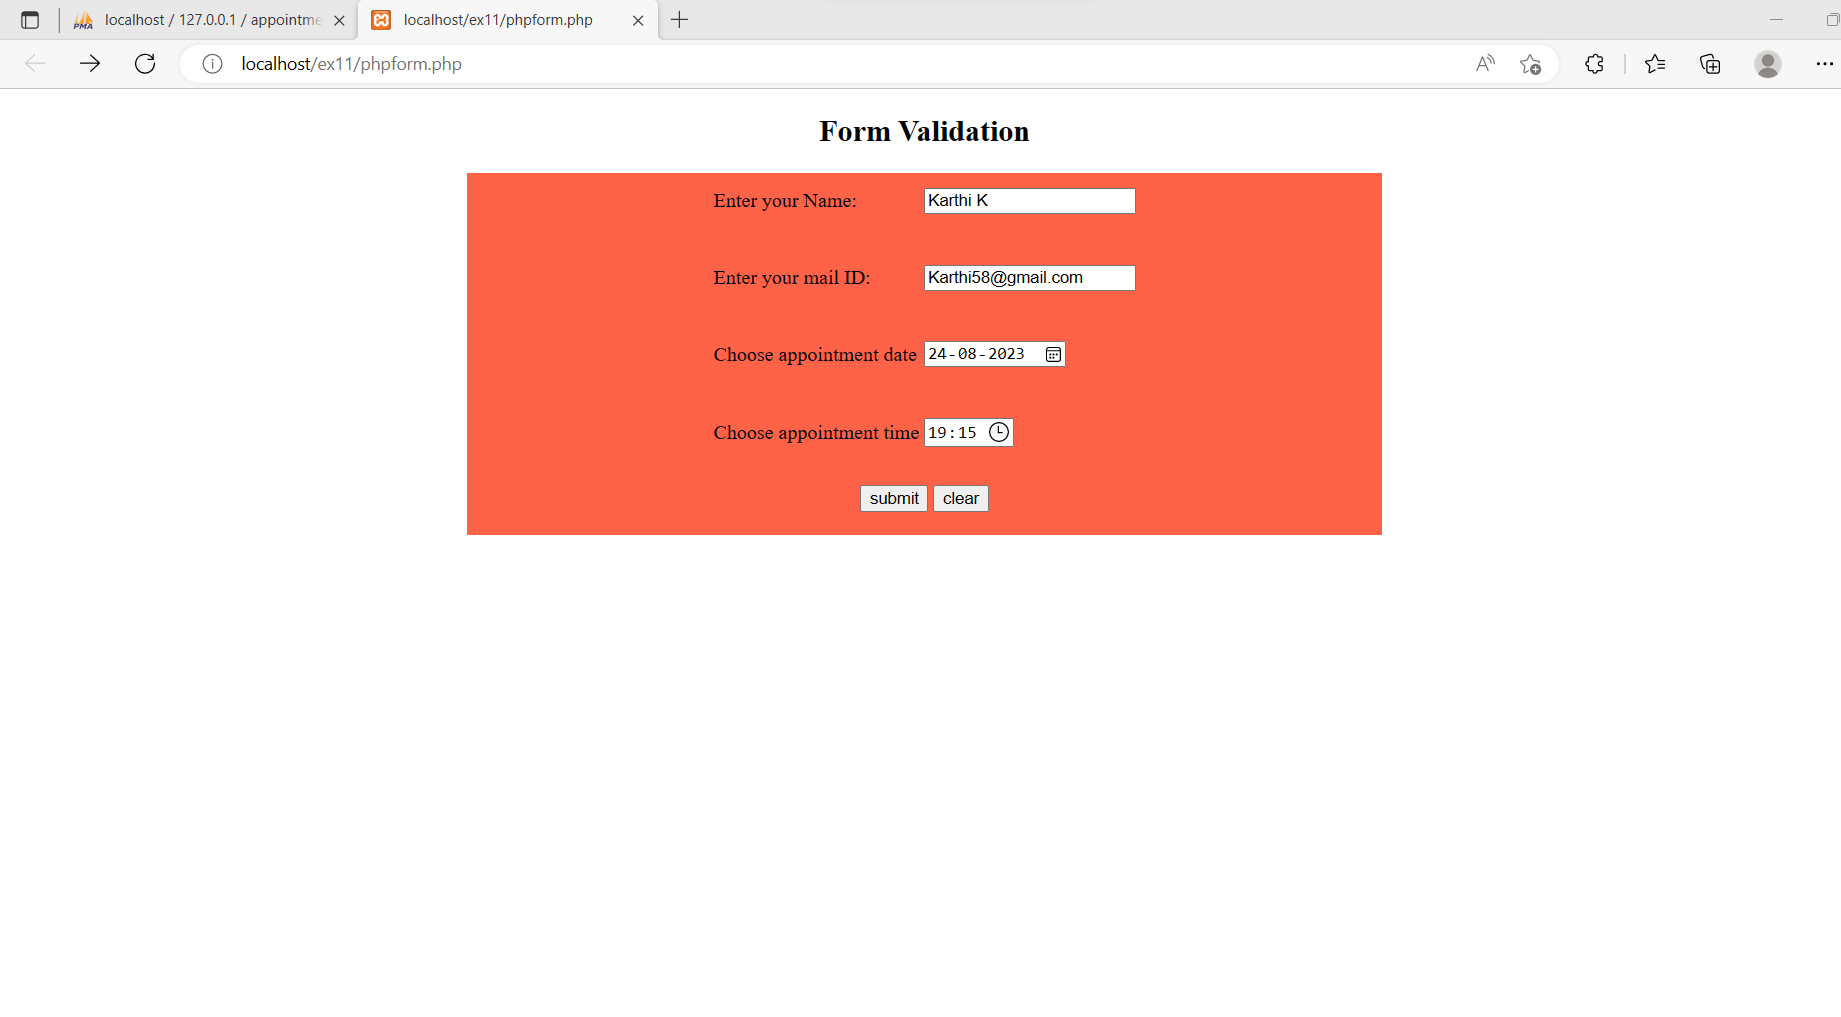 localhost / 127.0.0.1 / appointme
localhost/ex11/phpform.php
PMA
localhost/ex11/phpform.php
Form Validation
Enter your Name: Karthi K
Enter your mail ID: Karthi58@gmail.com
Choose appointment date 24-08-2023
Choose appointment time 19:15
submit clear